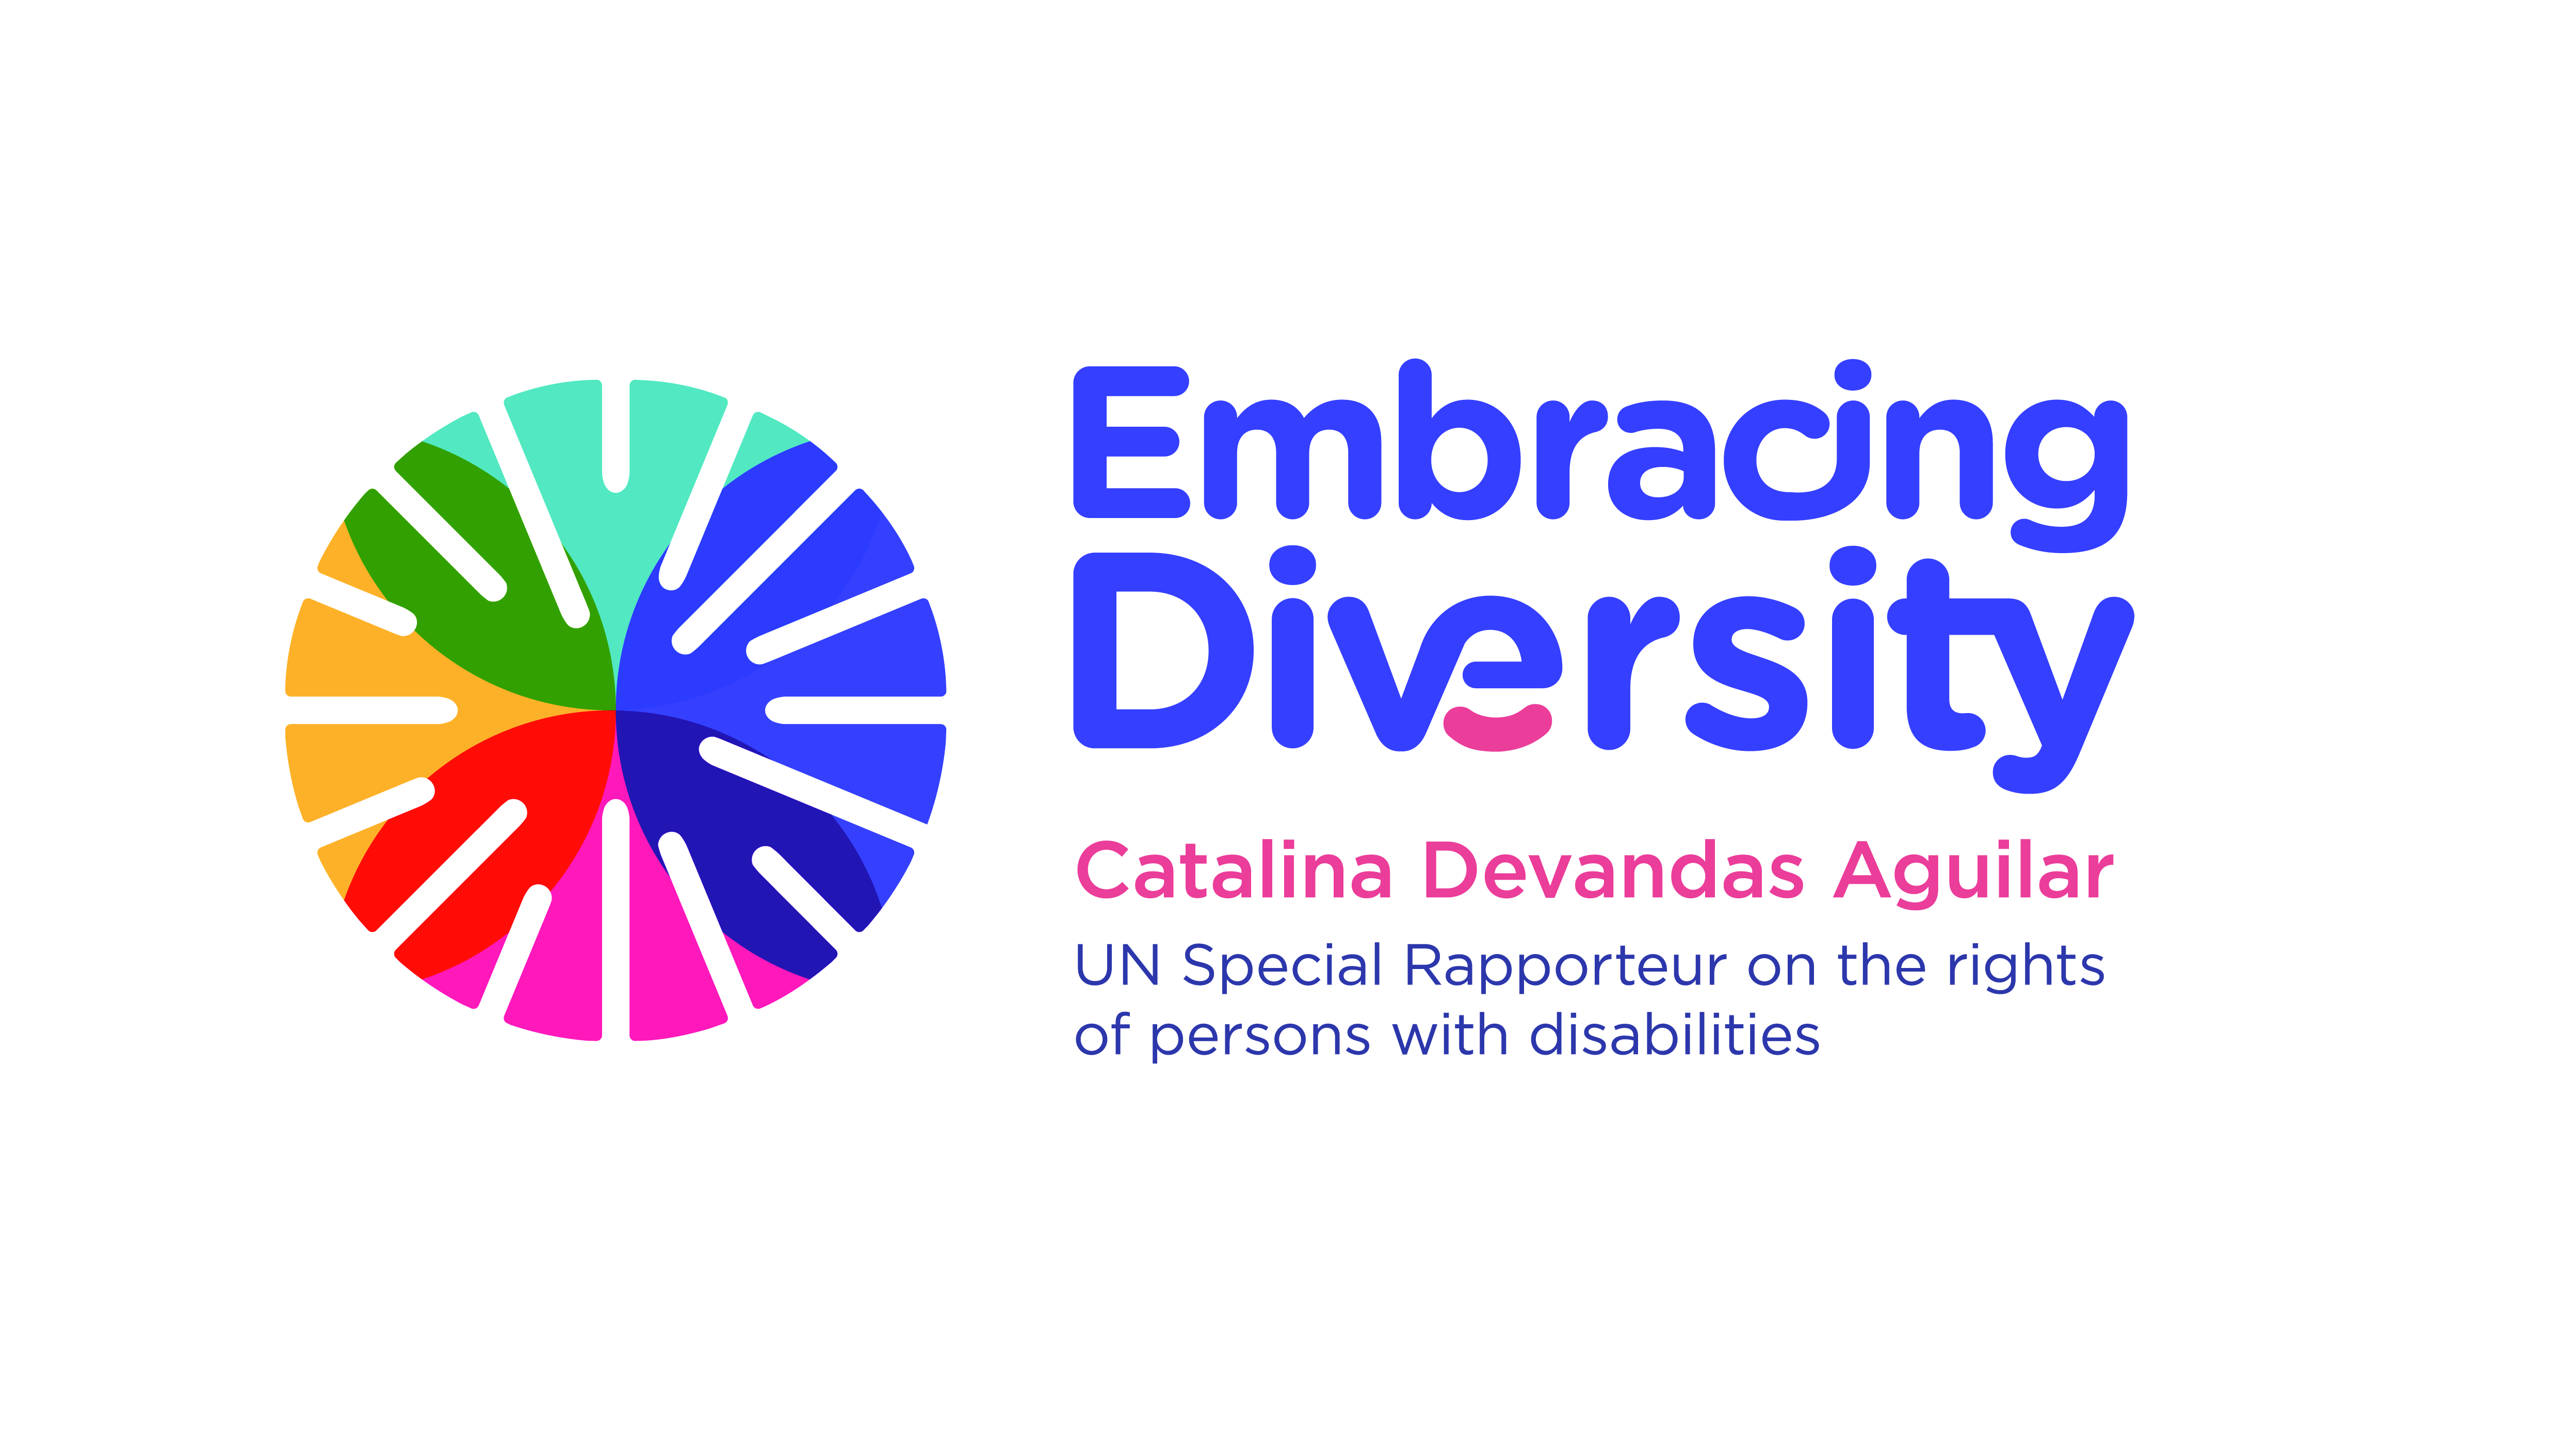 Embracing
Diversity
Catalina Devandas Aguilar
UN Special Rapporteur on the rights
of persons with disabilities